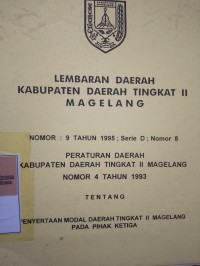 LEMBARAN DAERAH
KABUPATEN DAERAH TINGKAT II
MAGELANG
NOMOR : 9 TAHUN 1995 ; Serie D ; Nomor 8
PERATURAN DAERAH
KABUPATEN DAERAH TINGKAT II MAGELANG
NOMOR 4 TAHUN 1993
TENTANG
PENYERTAAN MODAL DAERAH TINGKAT II MAGELANG
PADA PIHAK KETIGA